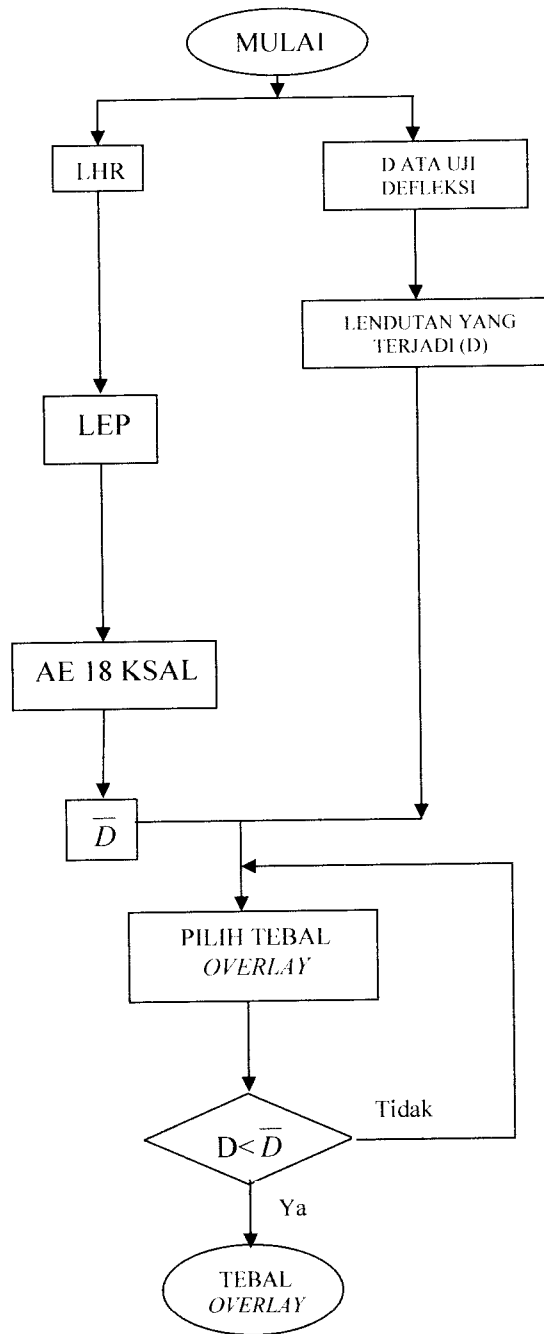 MULAI
LHR
D ATA UJI
DEFLEKSI
LENDUTAN YANG
TERJADI (D)
LEP
AE 18 KSAL
D̅
PILIH TEBAL
OVERLAY
Tidak
D< D̅
Ya
TEBAL
OVERLAY